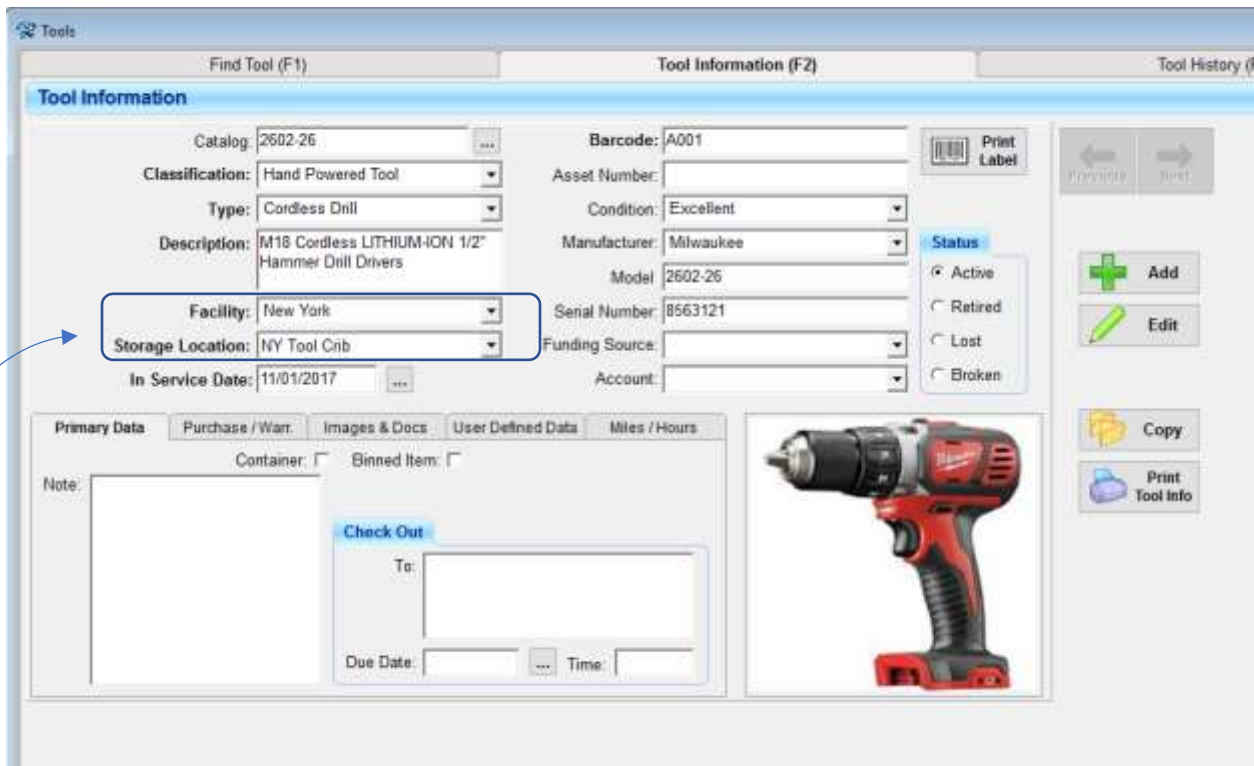 Tools
Find Tool (F1)
Tool Information (F2)
Tool History (F
Tool Information
Catalog: 2602-26 ...
Classification: Hand Powered Tool
Type: Cordless Drill
Description: M18 Cordless LITHIUM-ION 1/2"
Hammer Drill Drivers
Facility: New York
Storage Location: NY Tool Crib
In Service Date: 11/01/2017 ...
Barcode: A001
Asset Number:
Condition: Excellent
Manufacturer: Milwaukee
Model 2602-26
Serial Number: 8563121
Funding Source:
Account:
Print
Label
Status
Active
Retired
Lost
Broken
Previous
Next
Add
Edit
Copy
Print
Tool Info
Primary Data
Purchase / Warr.
Images & Docs
User Defined Data
Miles / Hours
Container:
Binned Item:
Note:
Check Out
To:
Due Date: ...
Time:
Milwaukee